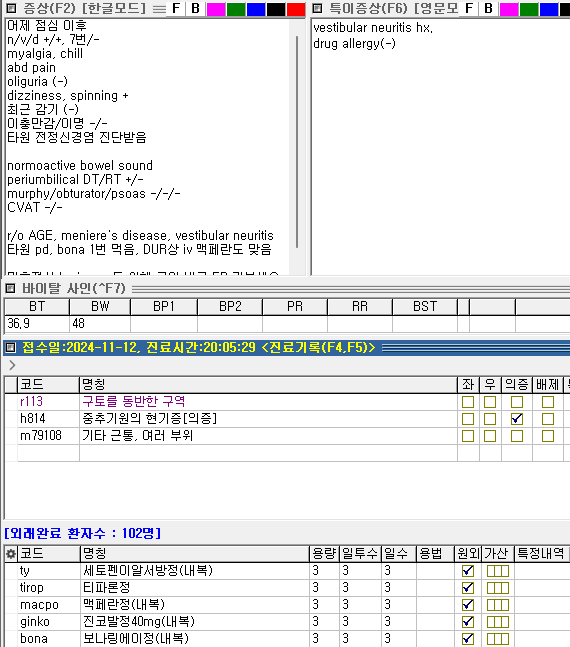 증상(F2) [한글모드] F B
어제 점심 이후
n/v/d +/+, 7번/-
myalgia, chill
abd pain
oliguria (-)
dizziness, spinning +
최근 감기 (-)
이충만감/이명 -/-
타원 전정신경염 진단받음
normoactive bowel sound
periumbilical DT/RT +/-
murphy/obturator/psoas -/-/-
CVAT -/-
r/o AGE, meniere's disease, vestibular neuritis
타원 pd, bona 1번 먹음, DUR상 iv 맥페란도 맞음
특이증상(F6) [영문모 F B
vestibular neuritis hx,
drug allergy(-)
바이탈 사인(^F7)
BT BW BP1 BP2 PR RR BST
36,9 48
접수일:2024-11-12, 진료시간:20:05:29 <진료기록(F4,F5)>
코드 명칭 좌 우 의증 배제
r113 구토를 동반한 구역
h814 중추기원의 현기증[의증]
m79108 기타 근통, 여러 부위
[외래완료 환자수 : 102명]
코드 명칭 용량 일투수 일수 용법 원외 가산 특정내역
ty 세토펜이알서방정(내복) 3 3 3
tirop 티파론정 3 3 3
macpo 맥페란정(내복) 3 3 3
ginko 진코발정40mg(내복) 3 3 3
bona 보나링에이정(내복) 3 3 3